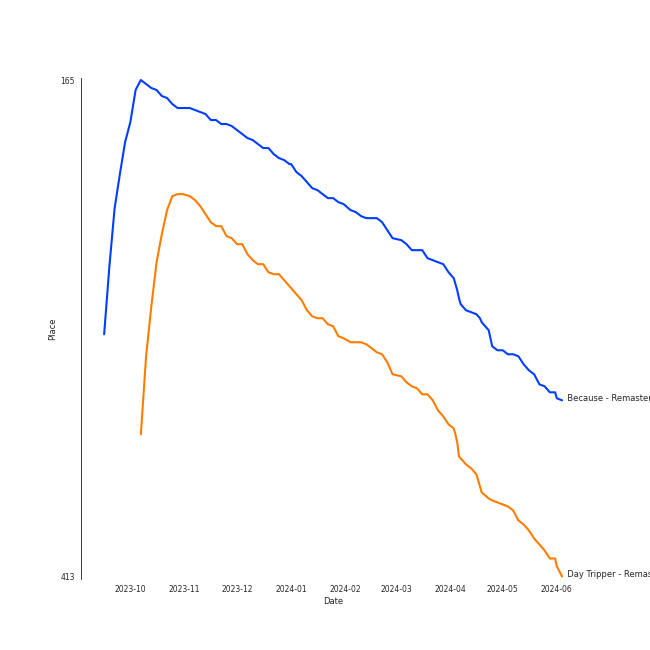 165
Place
Because - Remaster
Day Tripper - Remas
413
2023-10 2023-11 2023-12 2024-01 2024-02 2024-03 2024-04 2024-05 2024-06
Date